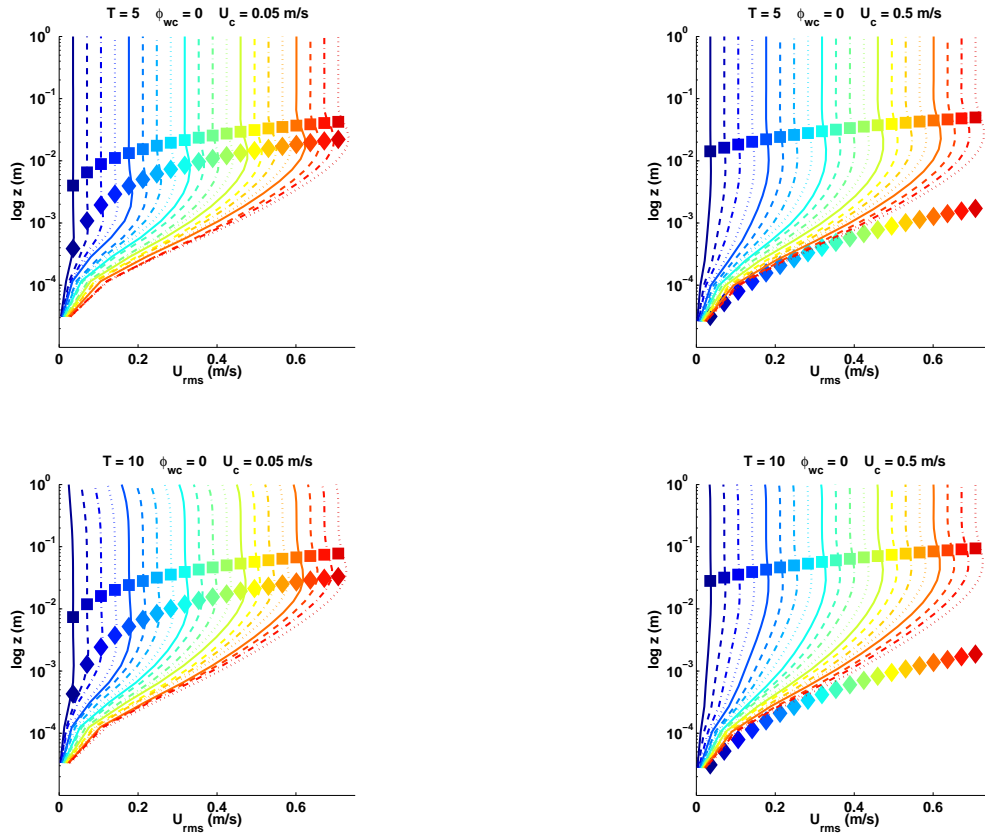 T = 5 ϕwc = 0 Uc = 0.05 m/s
10^0
10^-1
10^-2
10^-3
10^-4
log z (m)
0 0.2 0.4 0.6
Urms (m/s)
T = 5 ϕwc = 0 Uc = 0.5 m/s
10^0
10^-1
10^-2
10^-3
10^-4
log z (m)
0 0.2 0.4 0.6
Urms (m/s)
T = 10 ϕwc = 0 Uc = 0.05 m/s
10^0
10^-1
10^-2
10^-3
10^-4
log z (m)
0 0.2 0.4 0.6
Urms (m/s)
T = 10 ϕwc = 0 Uc = 0.5 m/s
10^0
10^-1
10^-2
10^-3
10^-4
log z (m)
0 0.2 0.4 0.6
Urms (m/s)